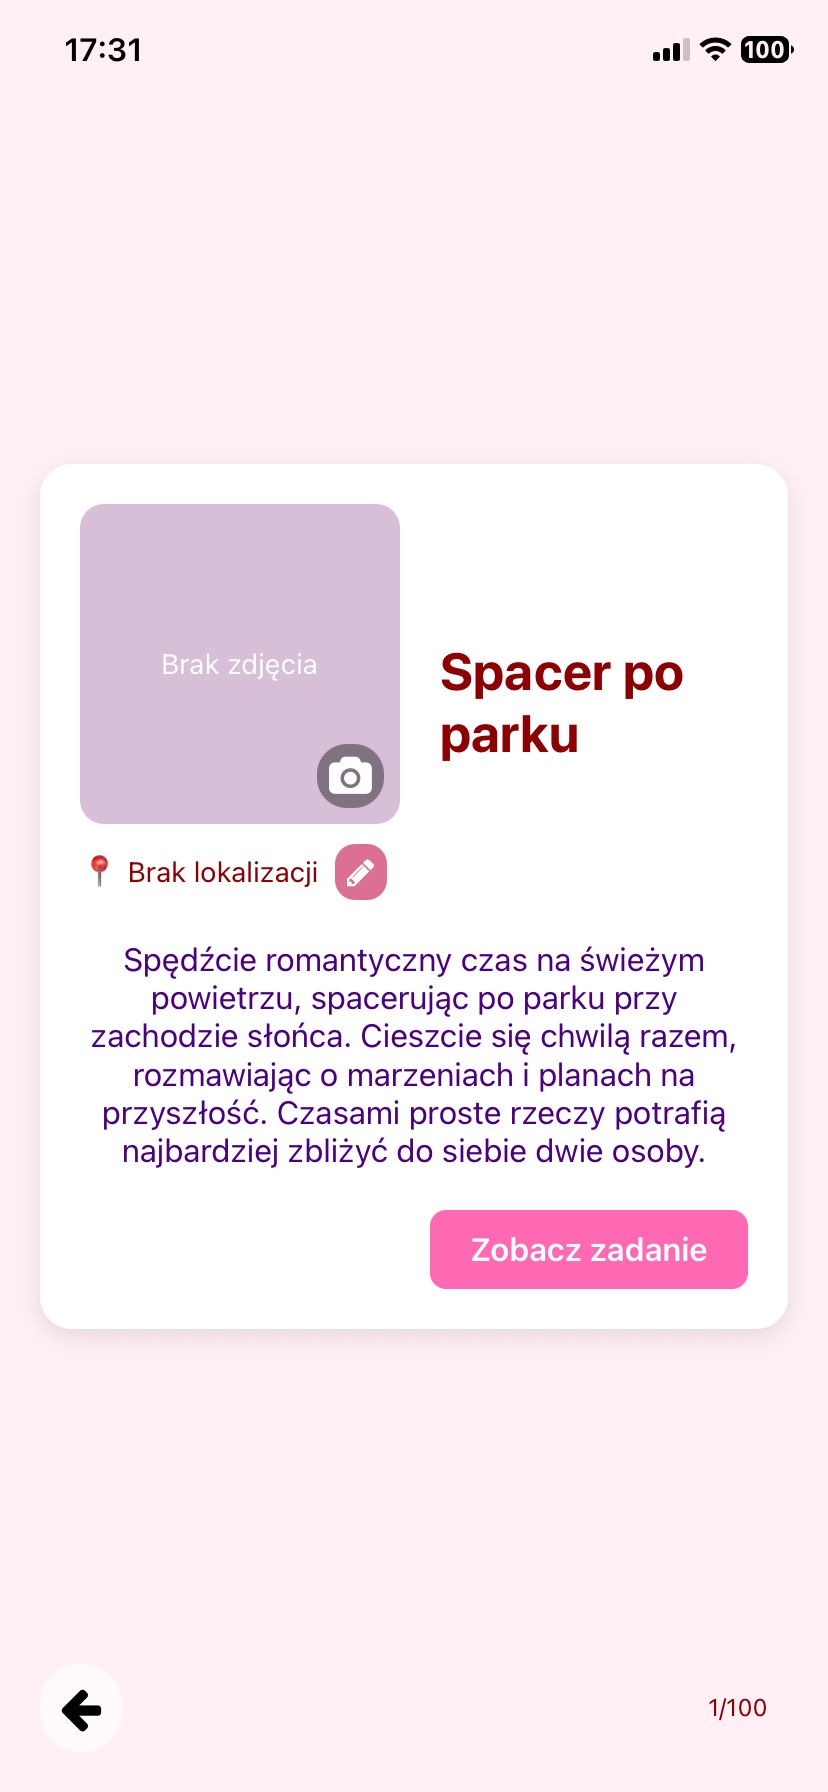 17:31
100
Brak zdjęcia
Spacer po
parku
Brak lokalizacji
Spędźcie romantyczny czas na świeżym
powietrzu, spacerując po parku przy
zachodzie słońca. Cieszcie się chwilą razem,
rozmawiając o marzeniach i planach na
przyszłość. Czasami proste rzeczy potrafią
najbardziej zbliżyć do siebie dwie osoby.
Zobacz zadanie
1/100